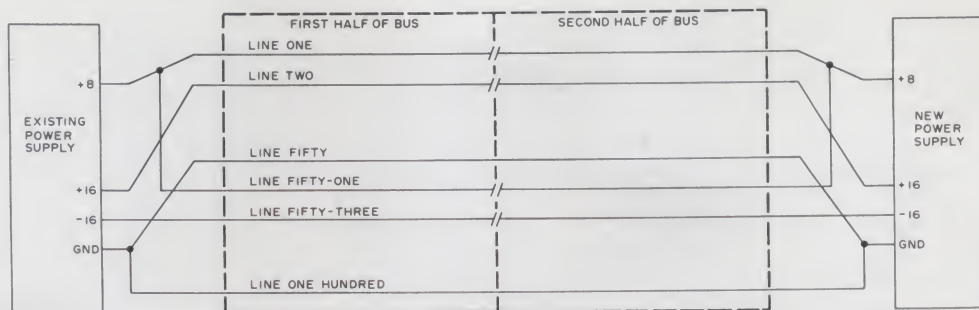 FIRST HALF OF BUS
SECOND HALF OF BUS
LINE ONE
+8
LINE TWO
+8
EXISTING
POWER
SUPPLY
NEW
POWER
SUPPLY
LINE FIFTY
+16
LINE FIFTY-ONE
+16
-16
LINE FIFTY-THREE
-16
GND
GND
LINE ONE HUNDRED